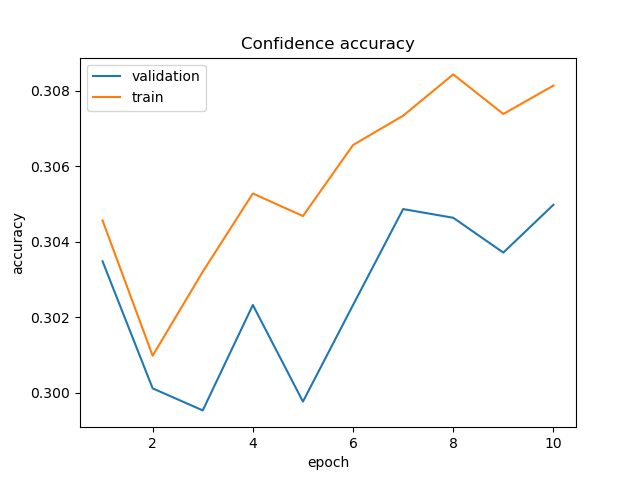 Confidence accuracy
validation
train
0.308
0.306
0.304
0.302
0.300
accuracy
2 4 6 8 10
epoch